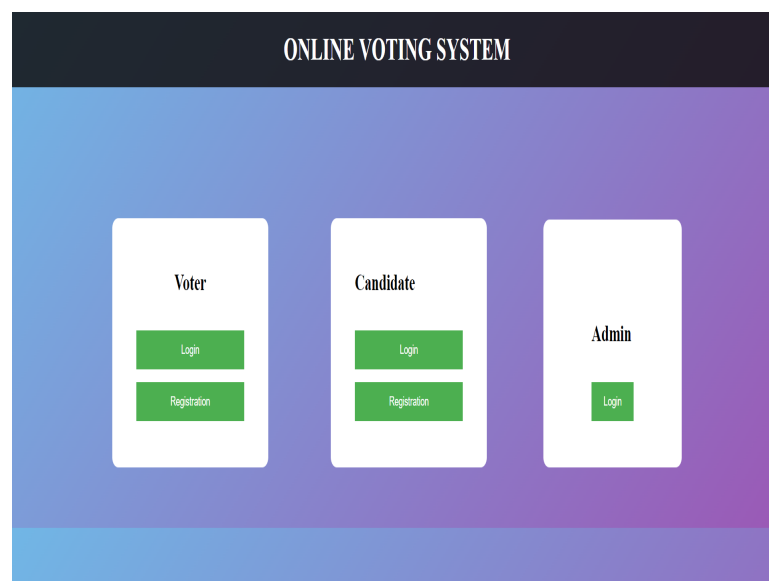 ONLINE VOTING SYSTEM
Voter
Login
Registration
Candidate
Login
Registration
Admin
Login